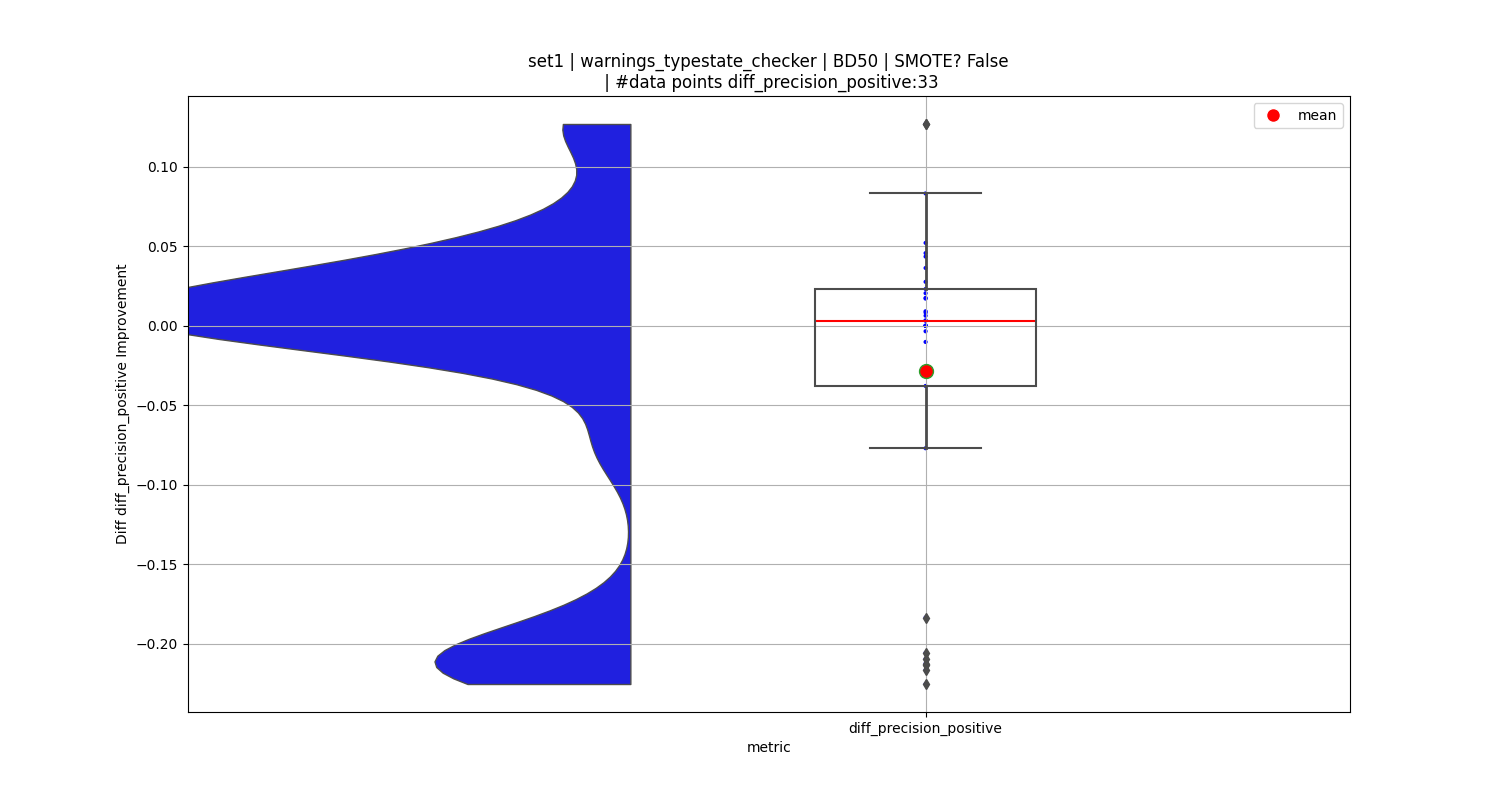 set1 | warnings_typestate_checker | BD50 | SMOTE? False
| #data points diff_precision_positive:33
mean
0.10
0.05
0.00
−0.05
−0.10
−0.15
−0.20
Diff diff_precision_positive Improvement
diff_precision_positive
metric